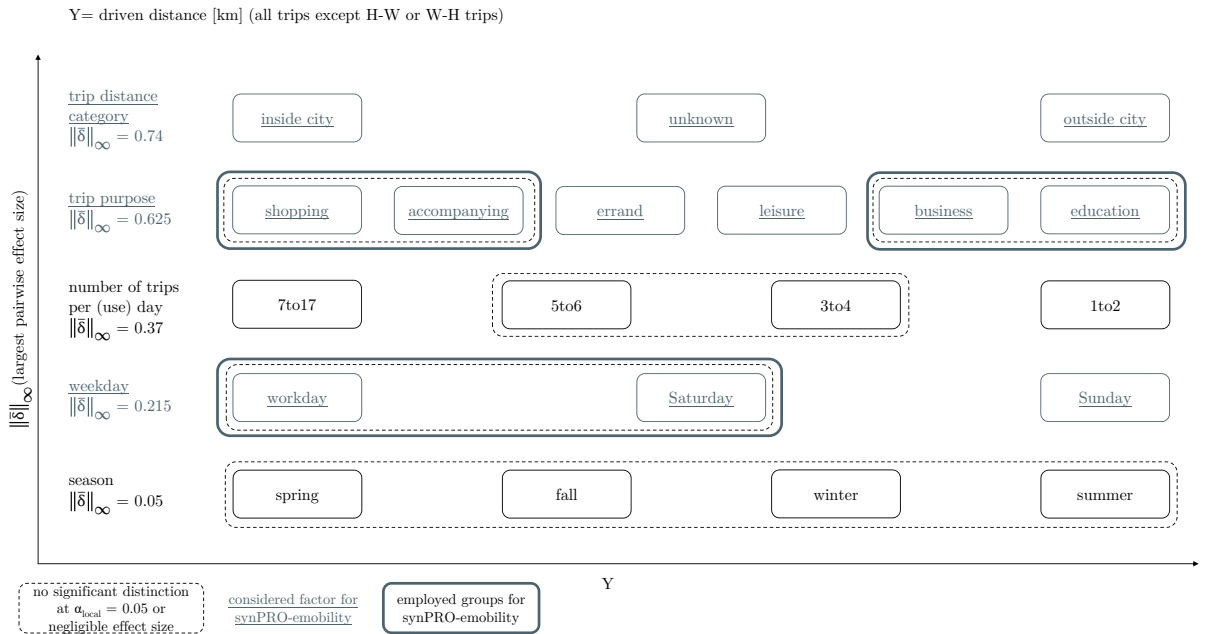 Y= driven distance [km] (all trips except H-W or W-H trips)
trip distance
category
‖δ̄‖∞ = 0.74
inside city
unknown
outside city
trip purpose
‖δ̄‖∞ = 0.625
shopping
accompanying
errand
leisure
business
education
number of trips
per (use) day
‖δ̄‖∞ = 0.37
7to17
5to6
3to4
1to2
weekday
‖δ̄‖∞ = 0.215
workday
Saturday
Sunday
season
‖δ̄‖∞ = 0.05
spring
fall
winter
summer
‖δ̄‖∞(largest pairwise effect size)
Y
no significant distinction
at αlocal = 0.05 or
negligible effect size
considered factor for
synPRO-emobility
employed groups for
synPRO-emobility